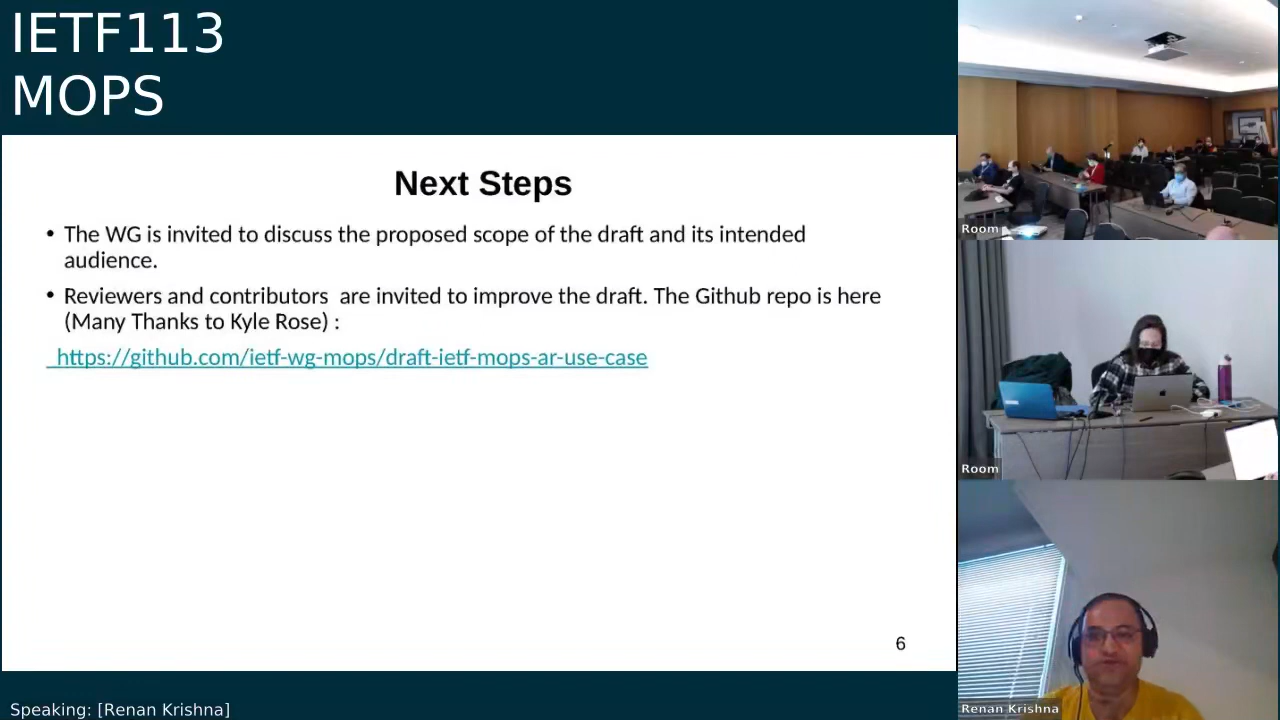 IETF113
MOPS
Next Steps
• The WG is invited to discuss the proposed scope of the draft and its intended
audience.
• Reviewers and contributors  are invited to improve the draft. The Github repo is here
(Many Thanks to Kyle Rose) :
https://github.com/ietf-wg-mops/draft-ietf-mops-ar-use-case
6
Speaking: [Renan Krishna]
Room
Room
Renan Krishna